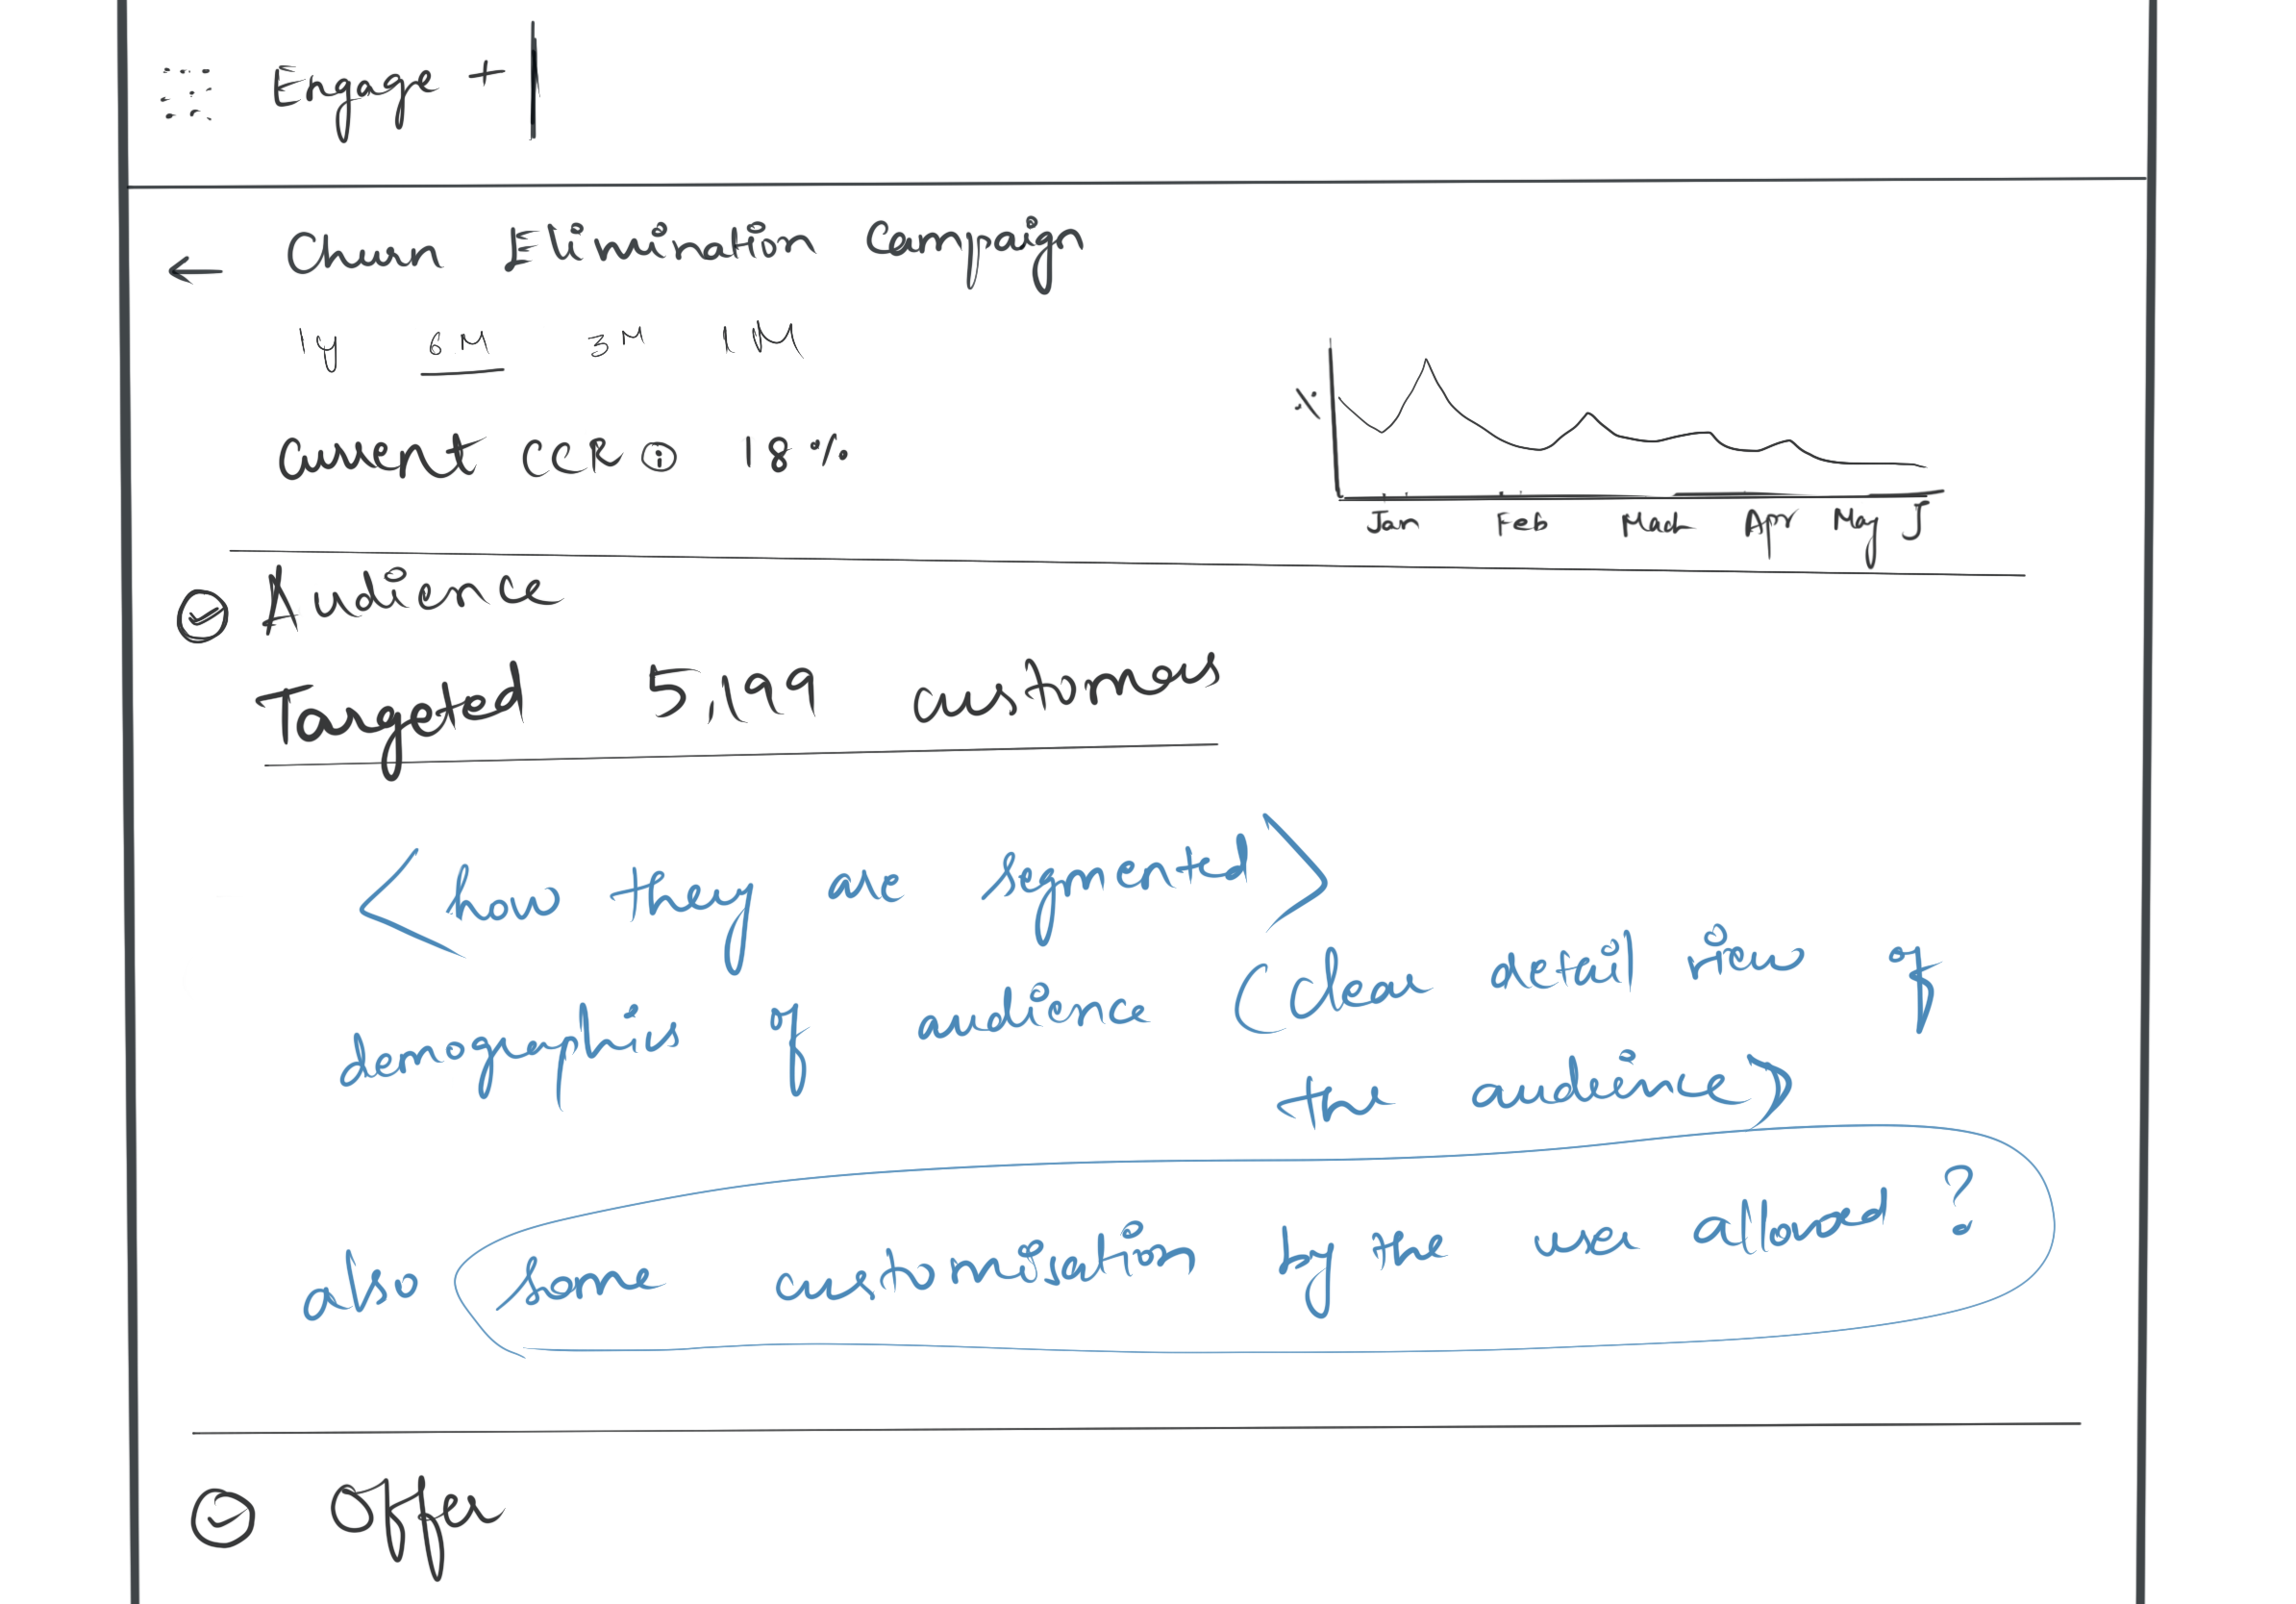 Engage +
← Churn Elimination Campaign
1y 6M 3M 1M
Current CCR i 18%
%
Jan Feb March Apr May J
Audience
Targeted 5,199 customers
<how they are segmented>
demographics of audience (clear detail view of
the audience)
also some customisation by the user allowed ?
Offer